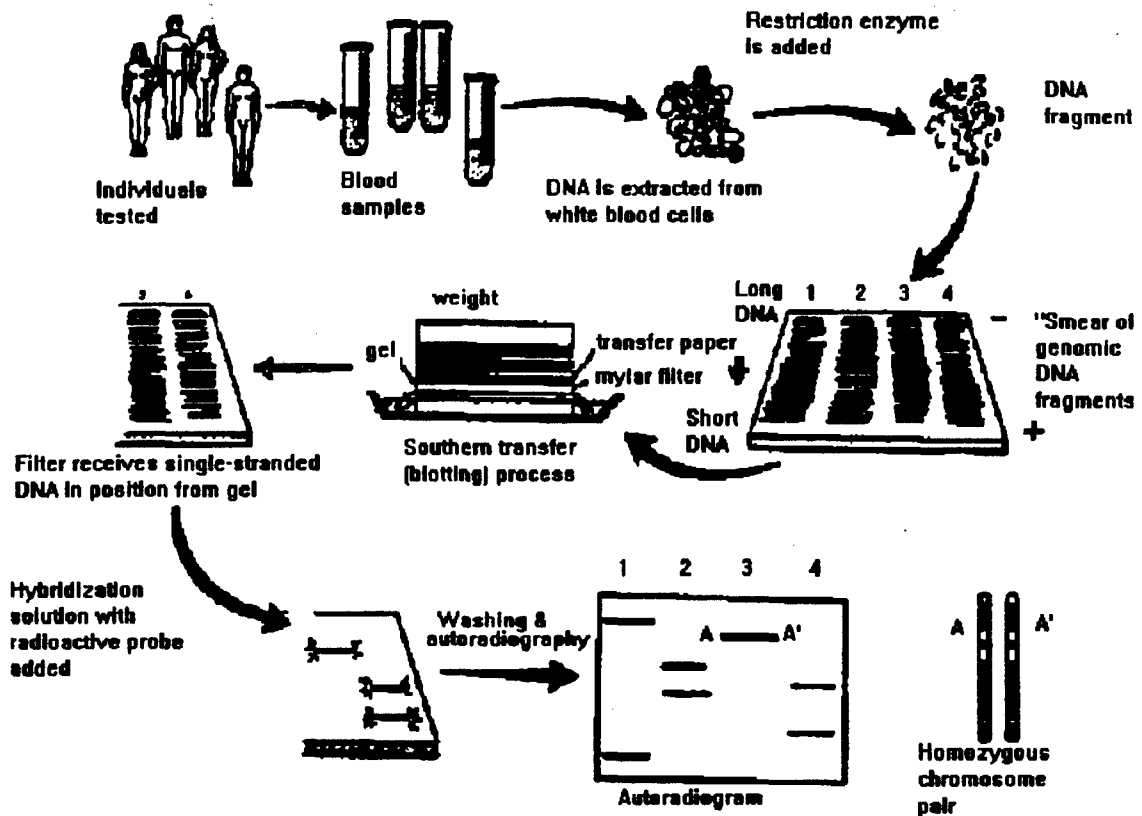 Restriction enzyme
is added
DNA
fragment
Individuals
tested
Blood
samples
DNA is extracted from
white blood cells
Long
DNA
1 2 3 4
−
"Smear of
genomic
DNA
fragments
+
Short
DNA
weight
gel
transfer paper
mylar filter
Southern transfer
(blotting) process
Filter receives single-stranded
DNA in position from gel
Hybridization
solution with
radioactive probe
added
Washing &
autoradiography
1 2 3 4
A A'
Autoradiogram
A A'
Homozygous
chromosome
pair